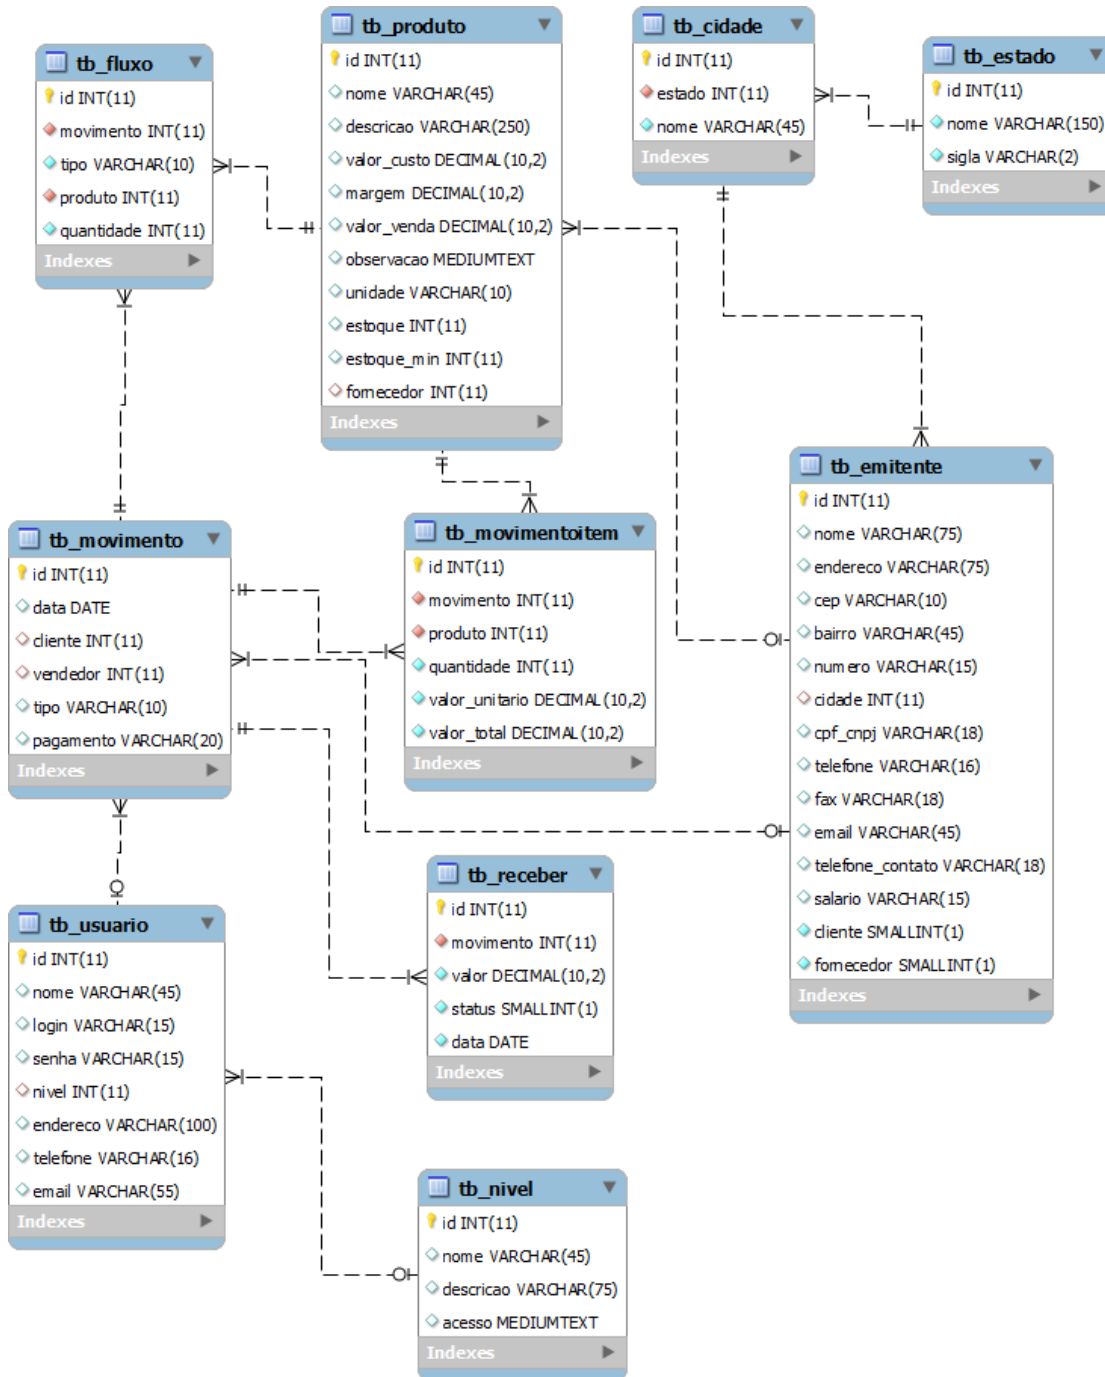 tb_fluxo
id INT(11)
movimento INT(11)
tipo VARCHAR(10)
produto INT(11)
quantidade INT(11)
Indexes
tb_produto
id INT(11)
nome VARCHAR(45)
descricao VARCHAR(250)
valor_custo DECIMAL(10,2)
margem DECIMAL(10,2)
valor_venda DECIMAL(10,2)
observacao MEDIUMTEXT
unidade VARCHAR(10)
estoque INT(11)
estoque_min INT(11)
fornecedor INT(11)
Indexes
tb_cidade
id INT(11)
estado INT(11)
nome VARCHAR(45)
Indexes
tb_estado
id INT(11)
nome VARCHAR(150)
sigla VARCHAR(2)
Indexes
tb_movimento
id INT(11)
data DATE
cliente INT(11)
vendedor INT(11)
tipo VARCHAR(10)
pagamento VARCHAR(20)
Indexes
tb_movimentoitem
id INT(11)
movimento INT(11)
produto INT(11)
quantidade INT(11)
valor_unitario DECIMAL(10,2)
valor_total DECIMAL(10,2)
Indexes
tb_emitente
id INT(11)
nome VARCHAR(75)
endereco VARCHAR(75)
cep VARCHAR(10)
bairro VARCHAR(45)
numero VARCHAR(15)
cidade INT(11)
cpf_cnpj VARCHAR(18)
telefone VARCHAR(16)
fax VARCHAR(18)
email VARCHAR(45)
telefone_contato VARCHAR(18)
salario VARCHAR(15)
cliente SMALLINT(1)
fornecedor SMALLINT(1)
Indexes
tb_receber
id INT(11)
movimento INT(11)
valor DECIMAL(10,2)
status SMALLINT(1)
data DATE
Indexes
tb_usuario
id INT(11)
nome VARCHAR(45)
login VARCHAR(15)
senha VARCHAR(15)
nivel INT(11)
endereco VARCHAR(100)
telefone VARCHAR(16)
email VARCHAR(55)
Indexes
tb_nivel
id INT(11)
nome VARCHAR(45)
descricao VARCHAR(75)
acesso MEDIUMTEXT
Indexes